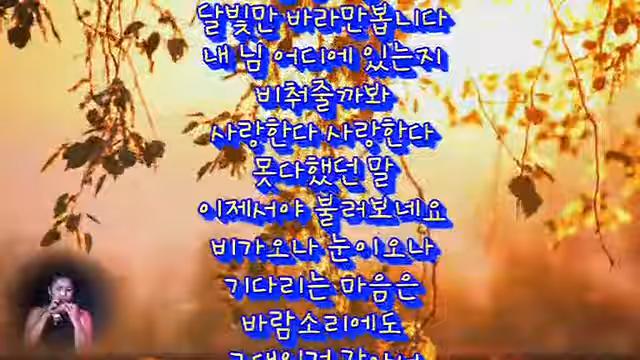 달빛만 바라만봅니다
내 님 어디에 있는지
비춰줄까봐
사랑한다 사랑한다
못다했던 말
이제서야 불러보네요
비가오나 눈이오나
기다리는 마음은
바람소리에도